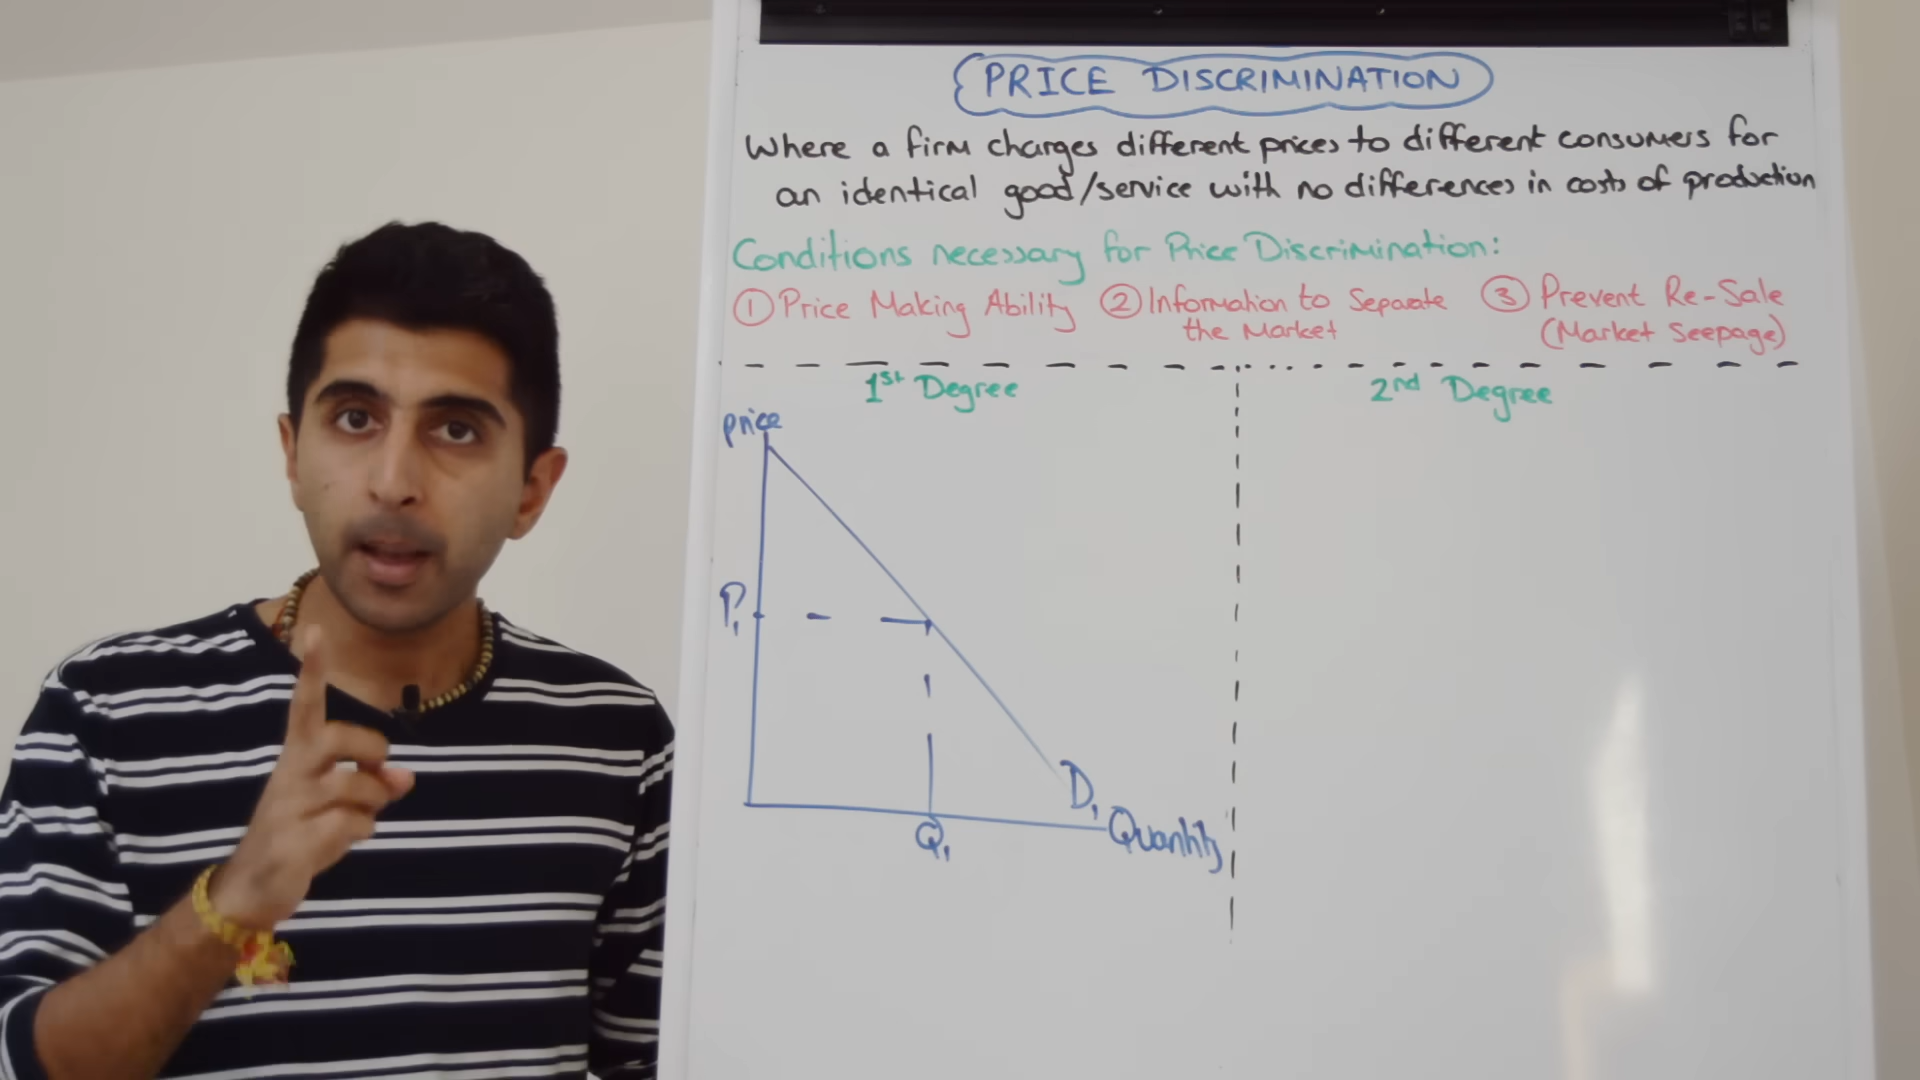 PRICE DISCRIMINATION
Where a firm charges different prices to different consumers for
an identical good/service with no differences in costs of production
Conditions necessary for Price Discrimination:
① Price Making Ability ② Information to Separate ③ Prevent Re-Sale
the Market (Market Seepage)
1st Degree 2nd Degree
Price
P₁
D₁
Quantity
Q₁